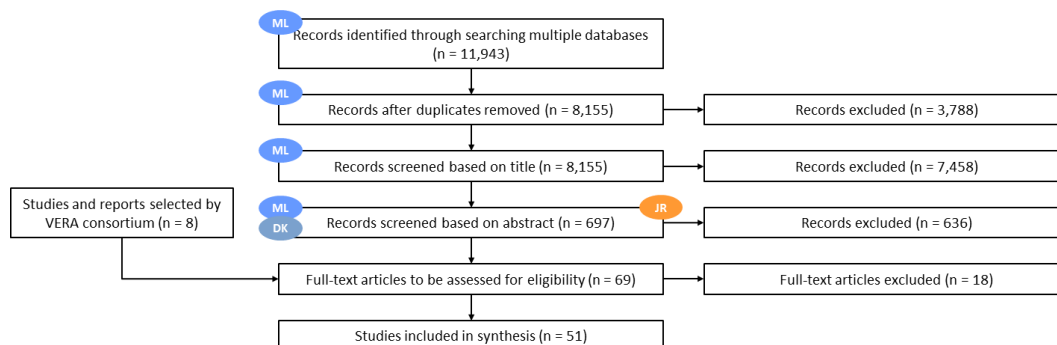 ML
Records identified through searching multiple databases
(n = 11,943)
ML
Records after duplicates removed (n = 8,155)
Records excluded (n = 3,788)
ML
Records screened based on title (n = 8,155)
Records excluded (n = 7,458)
Studies and reports selected by
VERA consortium (n = 8)
ML
DK
Records screened based on abstract (n = 697)
JR
Records excluded (n = 636)
Full-text articles to be assessed for eligibility (n = 69)
Full-text articles excluded (n = 18)
Studies included in synthesis (n = 51)